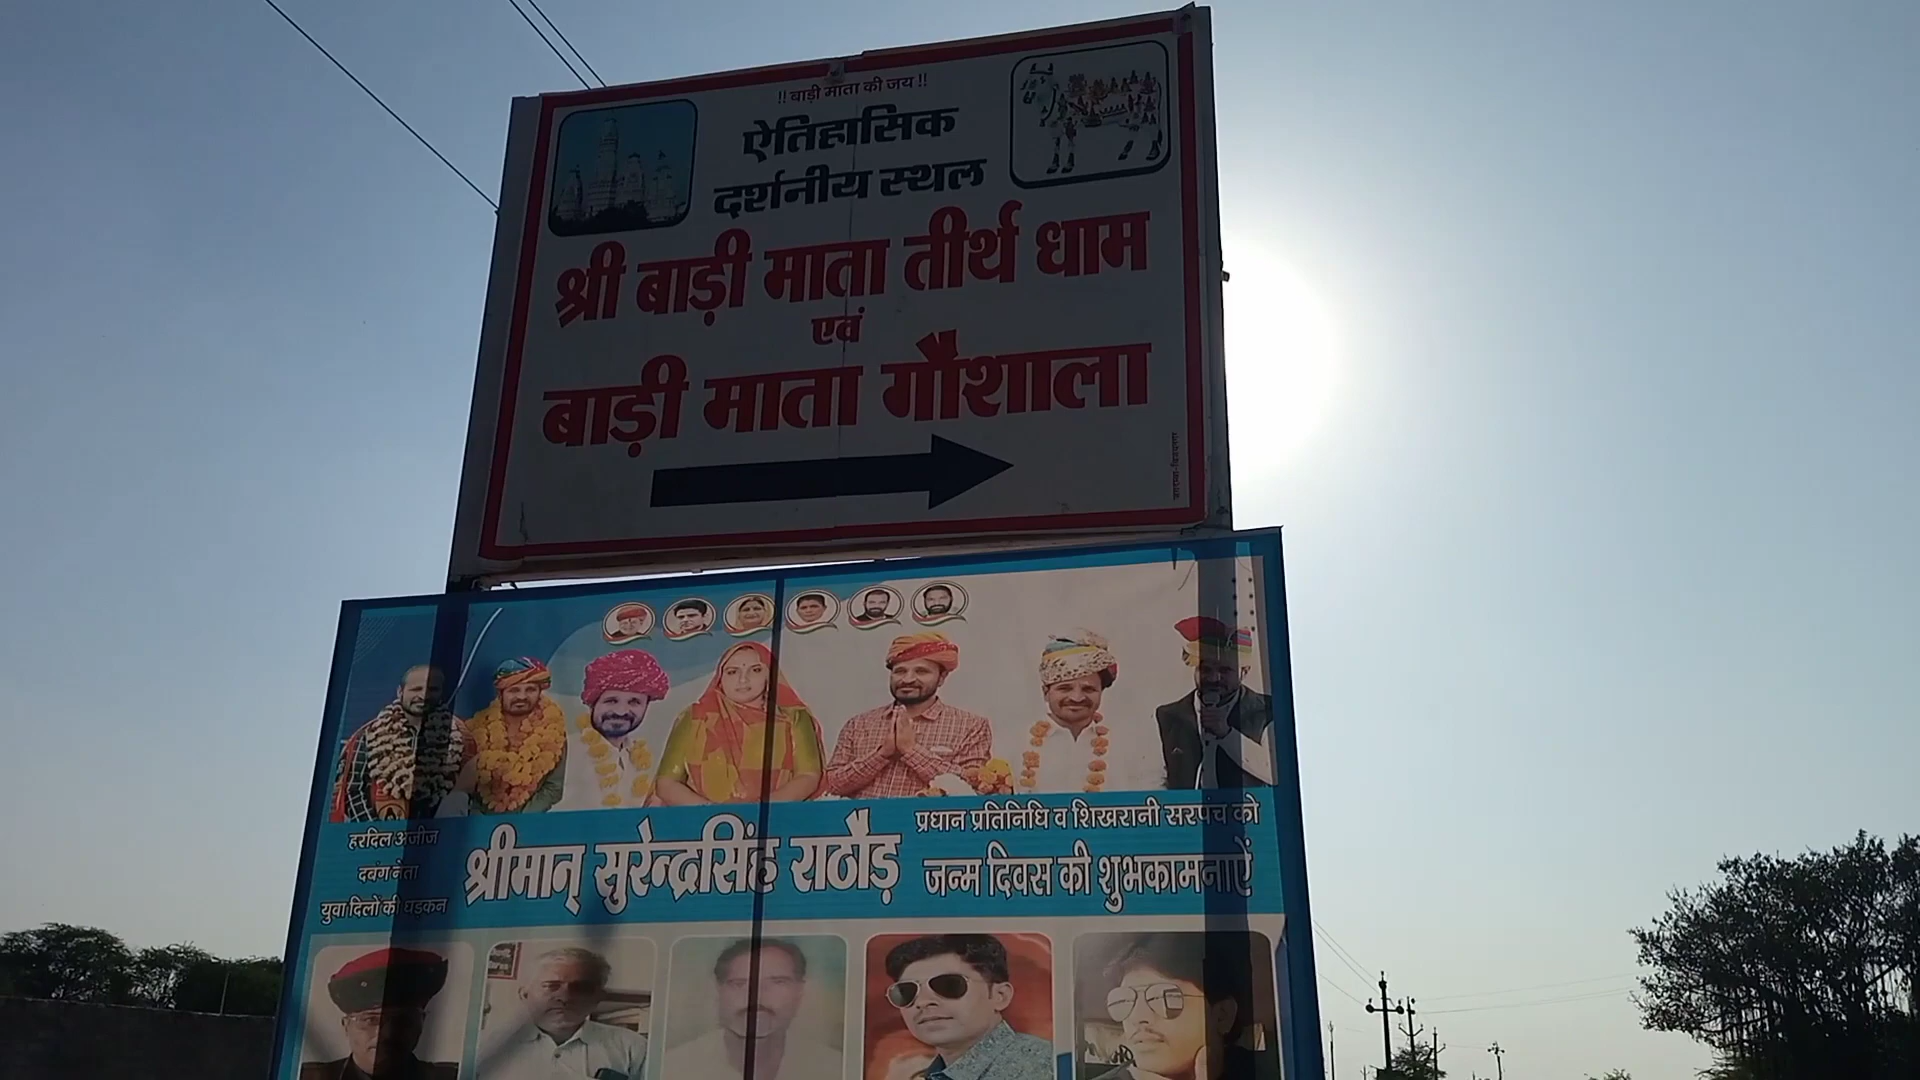 !! बाड़ी माता की जय !!
ऐतिहासिक
दर्शनीय स्थल
श्री बाड़ी माता तीर्थ धाम
एवं
बाड़ी माता गौशाला
हरदिल अजीज
दबंग नेता
युवा दिलों की धड़कन
श्रीमान् सुरेन्द्रसिंह राठौड़
प्रधान प्रतिनिधि व शिखरानी सरपंच को
जन्म दिवस की शुभकामनाऐं